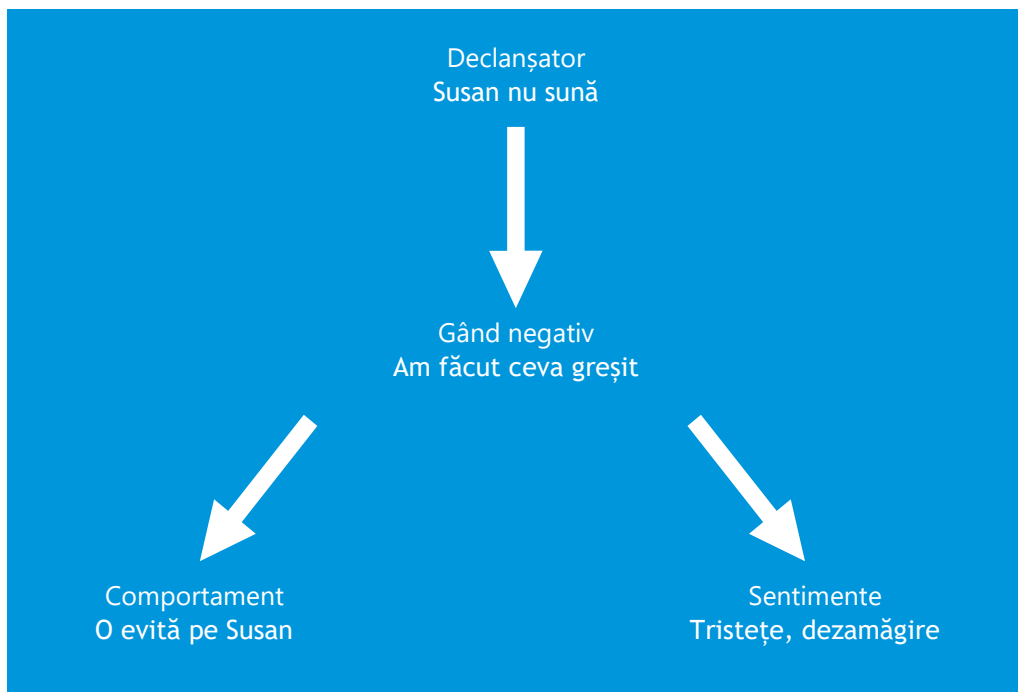 Declanșator
Susan nu sună
Gând negativ
Am făcut ceva greșit
Comportament
O evită pe Susan
Sentimente
Tristețe, dezamăgire